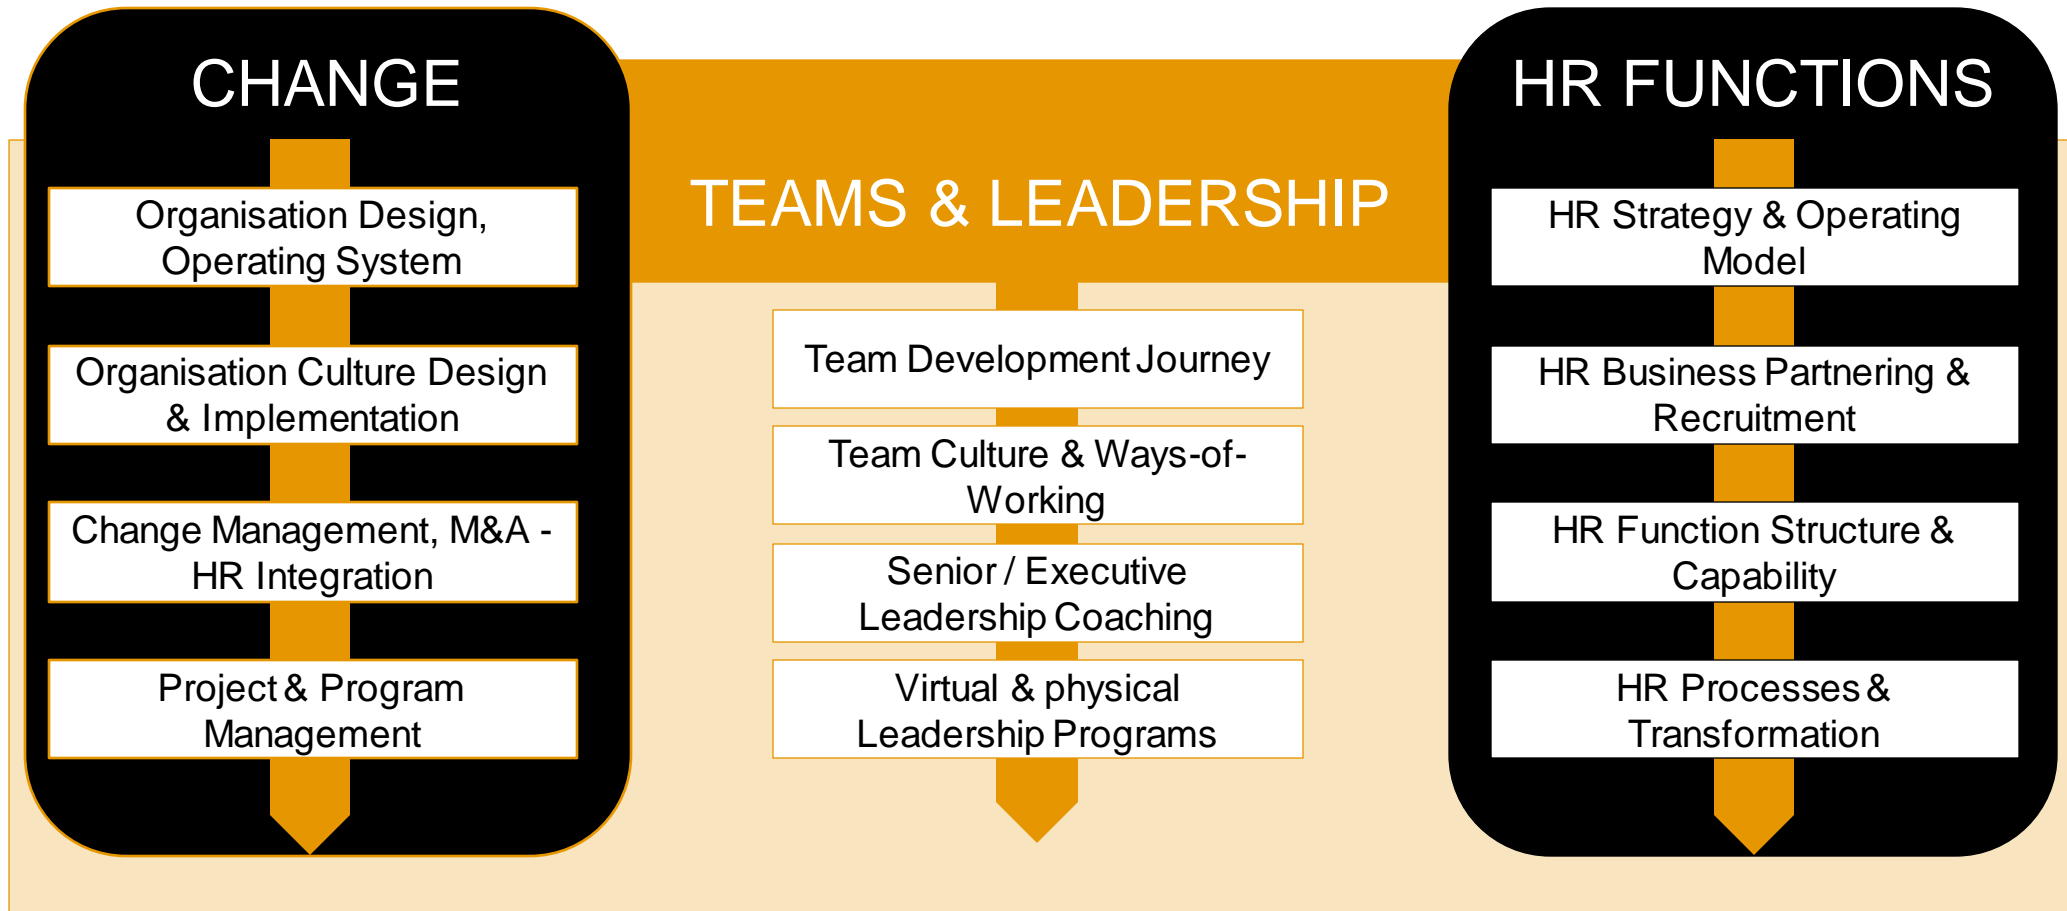 CHANGE
Organisation Design,
Operating System
Organisation Culture Design
& Implementation
Change Management, M&A -
HR Integration
Project & Program
Management
TEAMS & LEADERSHIP
Team Development Journey
Team Culture & Ways-of-
Working
Senior / Executive
Leadership Coaching
Virtual & physical
Leadership Programs
HR FUNCTIONS
HR Strategy & Operating
Model
HR Business Partnering &
Recruitment
HR Function Structure &
Capability
HR Processes &
Transformation